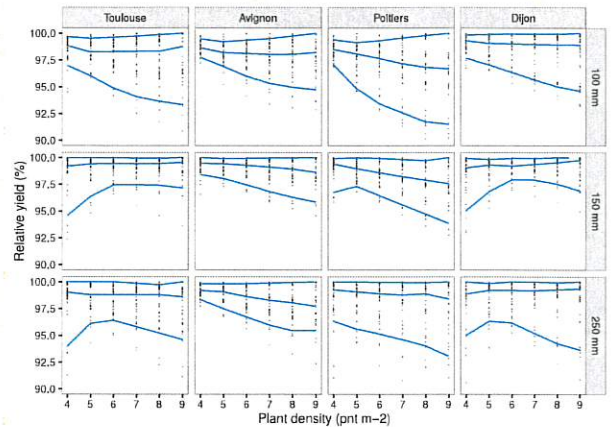 Toulouse Avignon Poitiers Dijon
100.0
97.5
95.0
92.5
90.0
100 mm
100.0
97.5
95.0
92.5
90.0
150 mm
100.0
97.5
95.0
92.5
90.0
250 mm
Relative yield (%)
4 5 6 7 8 9 4 5 6 7 8 9 4 5 6 7 8 9 4 5 6 7 8 9
Plant density (pnt m−2)